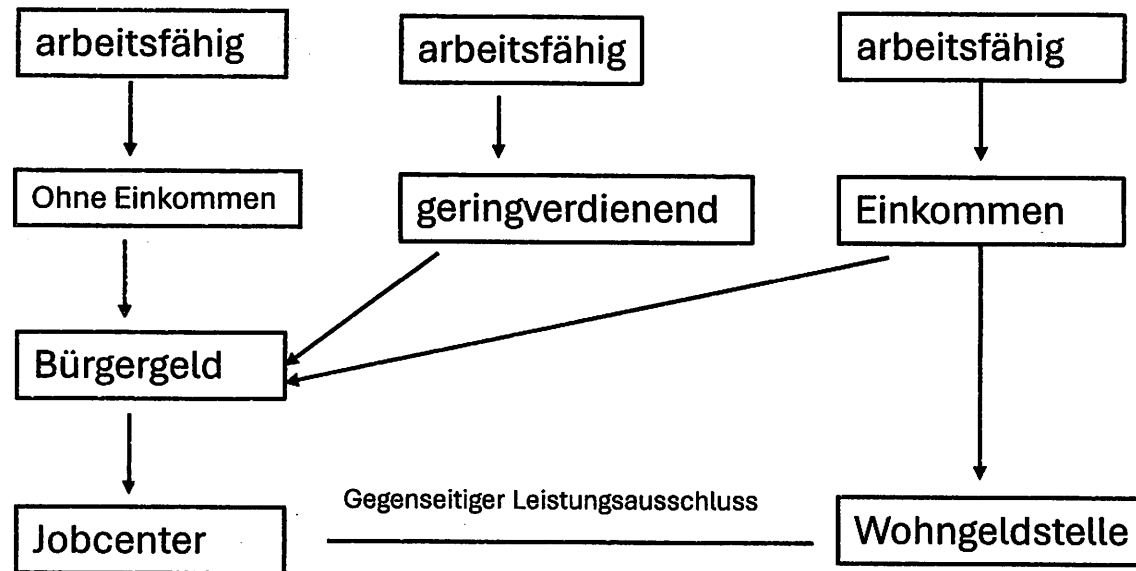 arbeitsfähig
arbeitsfähig
arbeitsfähig
Ohne Einkommen
geringverdienend
Einkommen
Bürgergeld
Gegenseitiger Leistungsausschluss
Jobcenter
Wohngeldstelle